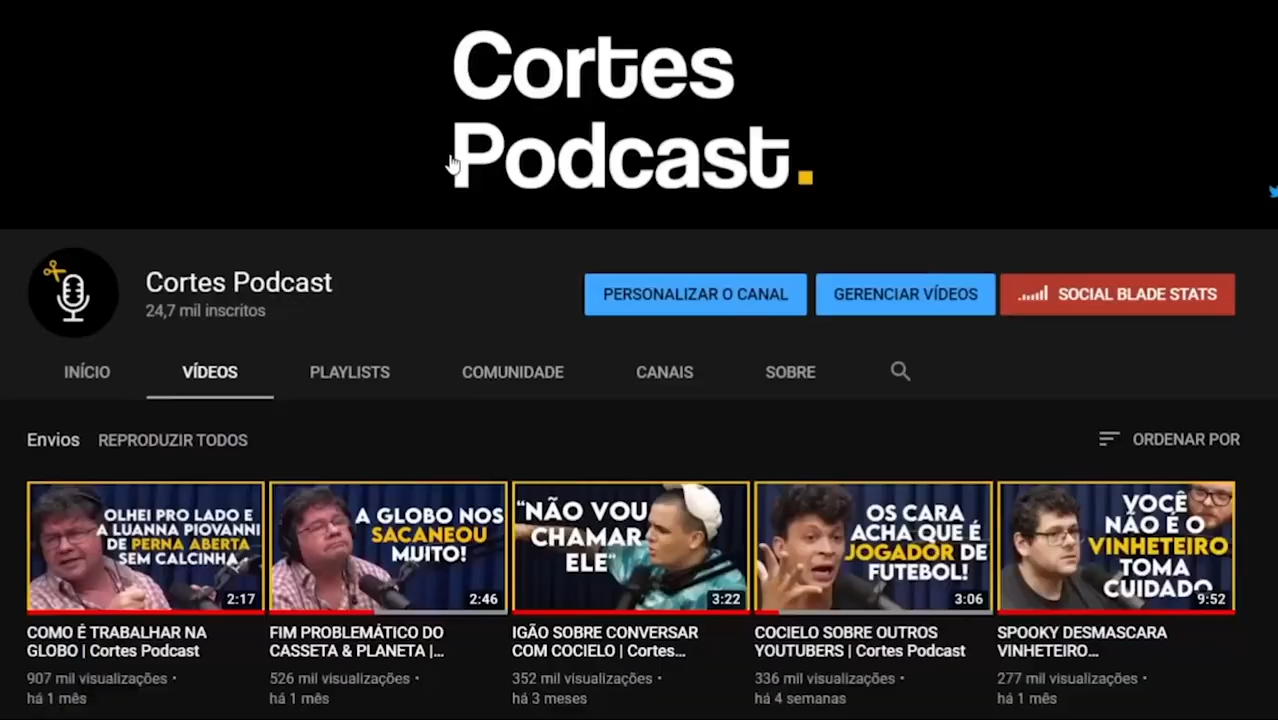 Cortes
Podcast.
Cortes Podcast
24,7 mil inscritos
PERSONALIZAR O CANAL
GERENCIAR VÍDEOS
SOCIAL BLADE STATS
INÍCIO
VÍDEOS
PLAYLISTS
COMUNIDADE
CANAIS
SOBRE
Envios
REPRODUZIR TODOS
ORDENAR POR
OLHEI PRO LADO E
A LUANNA PIOVANNI
DE PERNA ABERTA
SEM CALCINHA
2:17
COMO É TRABALHAR NA
GLOBO | Cortes Podcast
907 mil visualizações •
há 1 mês
A GLOBO NOS
SACANEOU
MUITO!
2:46
FIM PROBLEMÁTICO DO
CASSETA & PLANETA |...
526 mil visualizações •
há 1 mês
“NÃO VOU
CHAMAR
ELE“
3:22
IGÃO SOBRE CONVERSAR
COM COCIELO | Cortes...
352 mil visualizações •
há 3 meses
OS CARA
ACHA QUE É
JOGADOR DE
FUTEBOL!
3:06
COCIELO SOBRE OUTROS
YOUTUBERS | Cortes Podcast
336 mil visualizações •
há 4 semanas
VOCÊ
NÃO É O
VINHETEIRO
TOMA
CUIDADO
9:52
SPOOKY DESMASCARA
VINHETEIRO...
277 mil visualizações •
há 1 mês